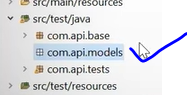 src/main/resources
src/test/java
com.api.base
com.api.models
com.api.tests
src/test/resources